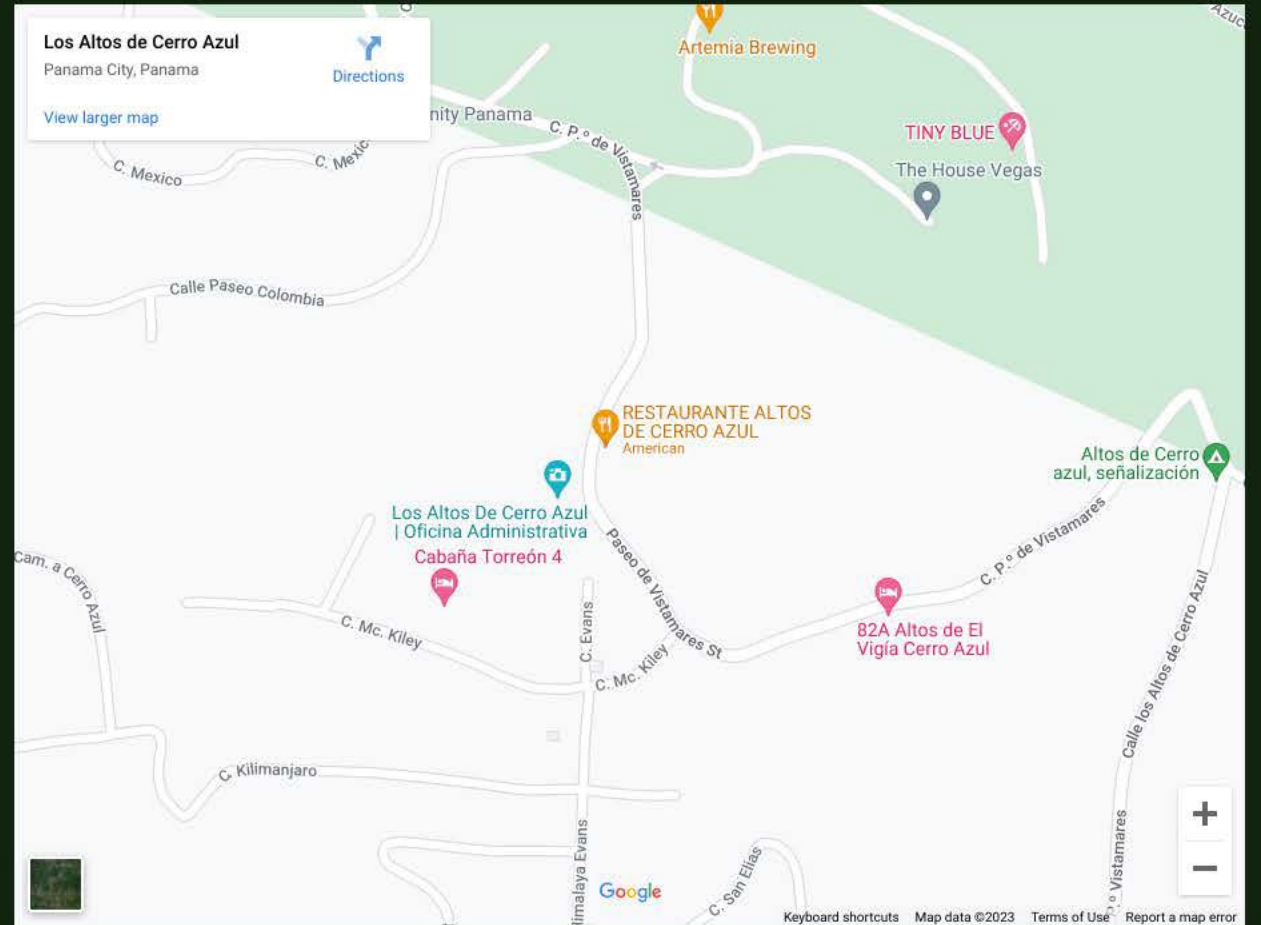 Los Altos de Cerro Azul
Panama City, Panama
Directions
View larger map
Artemia Brewing
nity Panama
C. P.º de Vistamares
TINY BLUE
The House Vegas
C. Mexico
C. Mexic
Calle Paseo Colombia
RESTAURANTE ALTOS
DE CERRO AZUL
American
Altos de Cerro
azul, señalización
Los Altos De Cerro Azul
| Oficina Administrativa
Cabaña Torreón 4
Paseo de Vistamares St
C. P.º de Vistamares
Cam. a Cerro Azul
C. Mc. Kiley
C. Evans
C. Mc. Kiley
82A Altos de El
Vigía Cerro Azul
Calle los Altos de Cerro Azul
C. Kilimanjaro
imalaya Evans
C. San Elías
.º Vistamares
Google
Keyboard shortcuts Map data ©2023 Terms of Use Report a map error